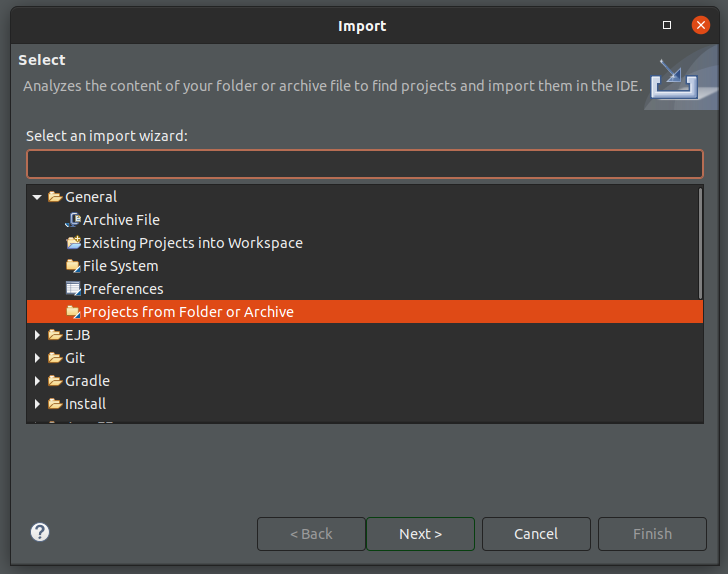 Import
Select
Analyzes the content of your folder or archive file to find projects and import them in the IDE.
Select an import wizard:
General
Archive File
Existing Projects into Workspace
File System
Preferences
Projects from Folder or Archive
EJB
Git
Gradle
Install
?
< Back
Next >
Cancel
Finish